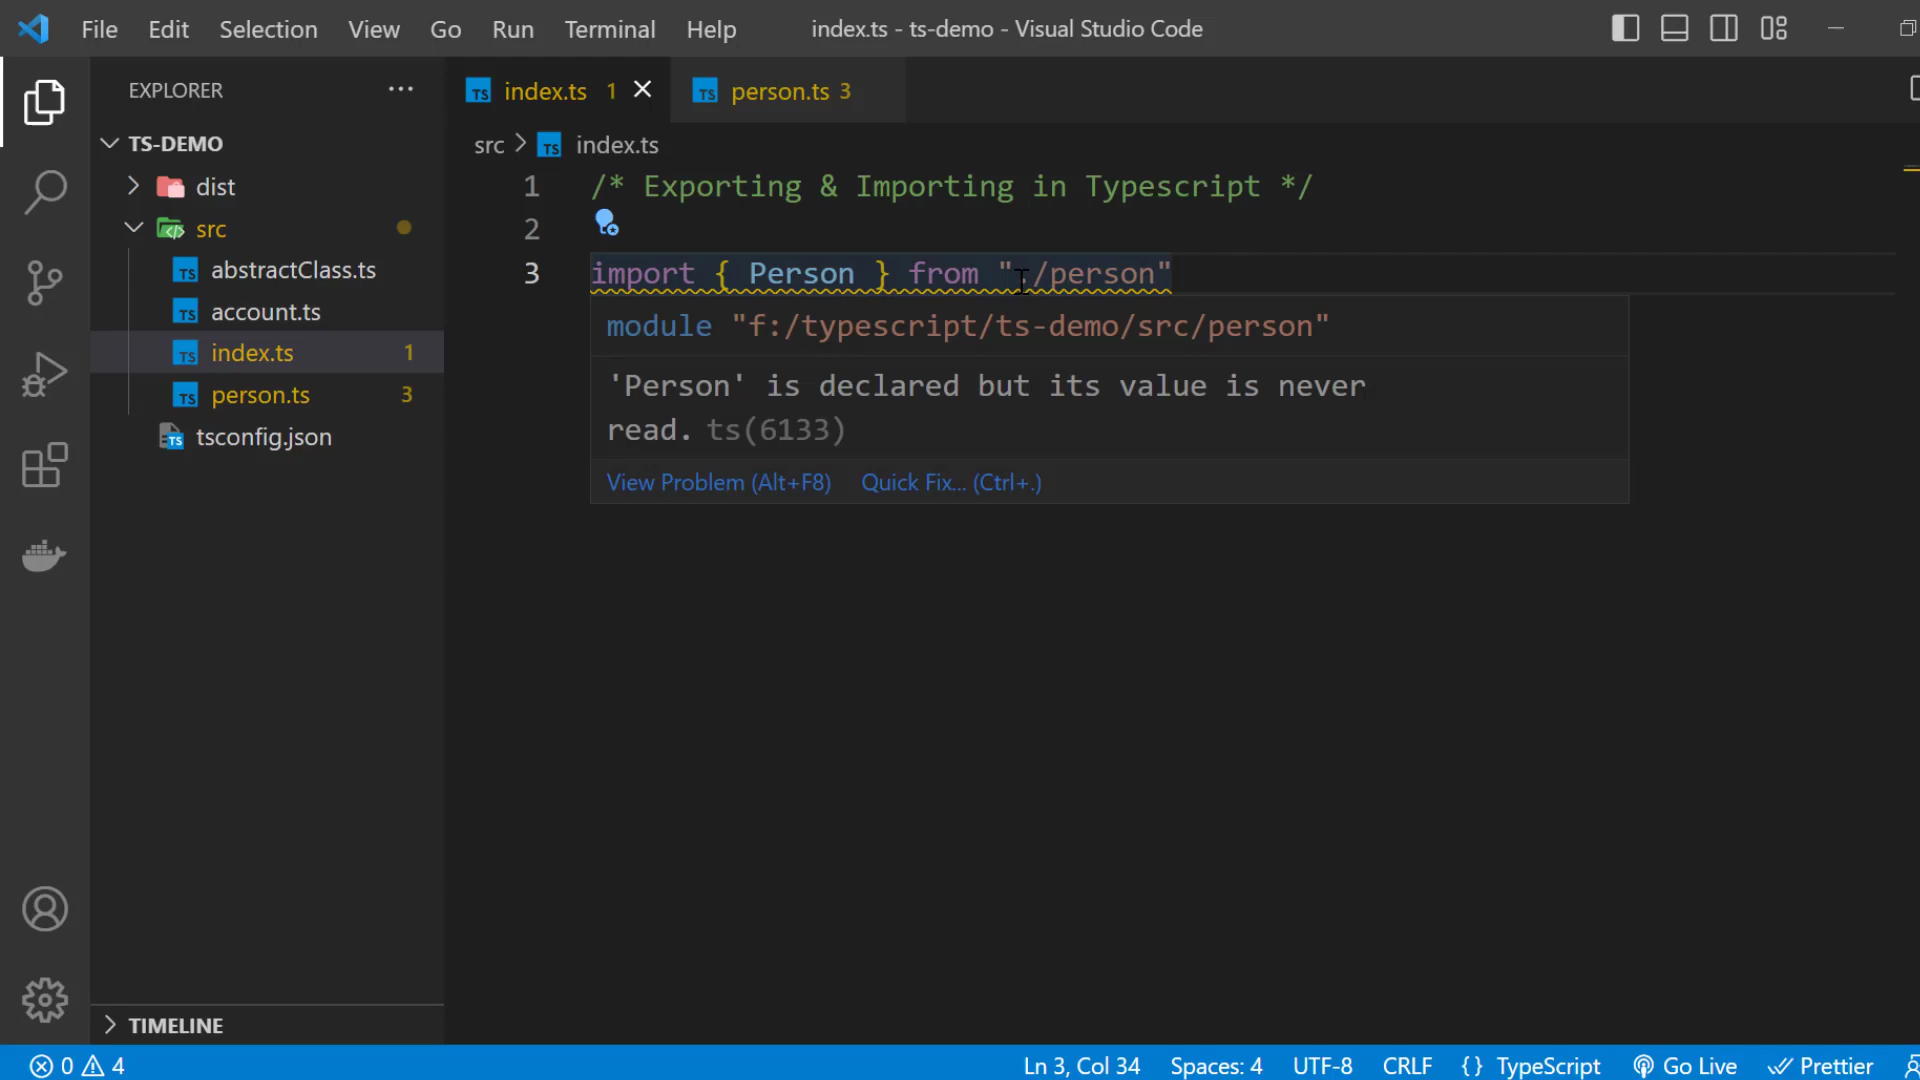 File Edit Selection View Go Run Terminal Help index.ts - ts-demo - Visual Studio Code
EXPLORER ...
TS-DEMO
dist
src
TS abstractClass.ts
TS account.ts
TS index.ts 1
TS person.ts 3
TS tsconfig.json
TIMELINE
TS index.ts 1 TS person.ts 3
src > TS index.ts
1 /* Exporting & Importing in Typescript */
2
3 import { Person } from "./person"
module "f:/typescript/ts-demo/src/person"
'Person' is declared but its value is never
read. ts(6133)
View Problem (Alt+F8) Quick Fix... (Ctrl+.)
0 4 Ln 3, Col 34 Spaces: 4 UTF-8 CRLF {} TypeScript Go Live Prettier